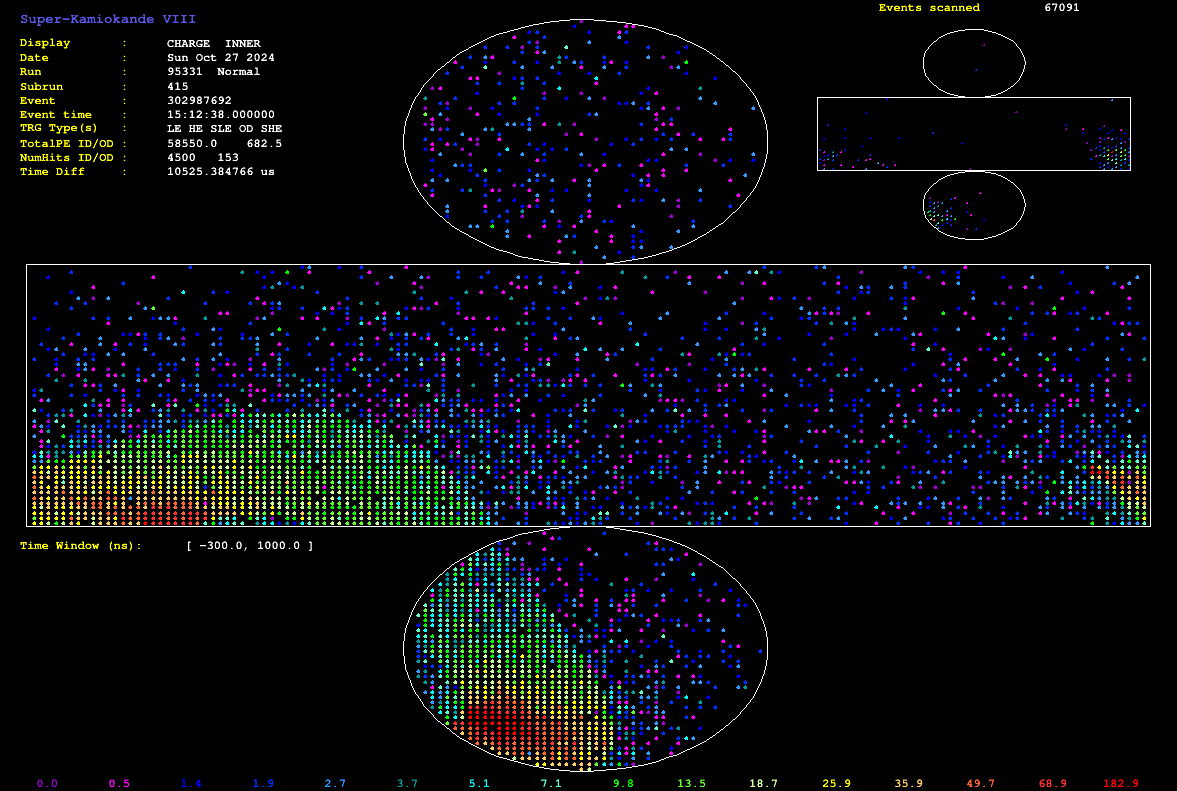 Super-Kamiokande VIII
Events scanned 67091
Display : CHARGE INNER
Date : Sun Oct 27 2024
Run : 95331 Normal
Subrun : 415
Event : 302987692
Event time : 15:12:38.000000
TRG Type(s) : LE HE SLE OD SHE
TotalPE ID/OD : 58550.0 682.5
NumHits ID/OD : 4500 153
Time Diff : 10525.384766 us
Time Window (ns): [ -300.0, 1000.0 ]
0.0 0.5 1.4 1.9 2.7 3.7 5.1 7.1 9.8 13.5 18.7 25.9 35.9 49.7 68.9 182.9